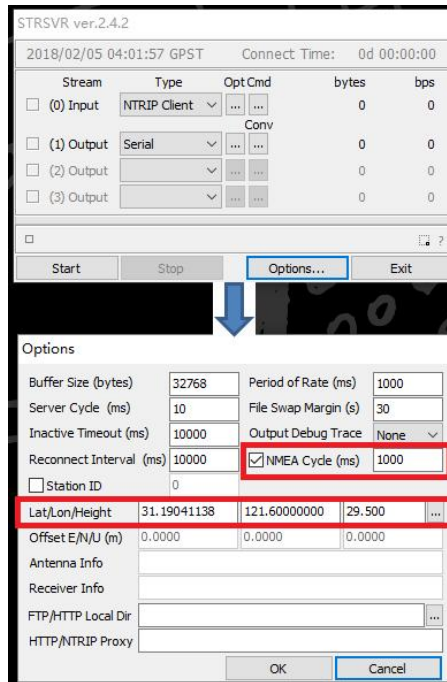 STRSVR ver.2.4.2
2018/02/05 04:01:57 GPST Connect Time: 0d 00:00:00
Stream Type Opt Cmd bytes bps
(0) Input NTRIP Client ... ... 0 0
Conv
(1) Output Serial ... ... 0 0
(2) Output ... ... 0 0
(3) Output ... ... 0 0
?
Start Stop Options... Exit
Options
Buffer Size (bytes) 32768 Period of Rate (ms) 1000
Server Cycle (ms) 10 File Swap Margin (s) 30
Inactive Timeout (ms) 10000 Output Debug Trace None
Reconnect Interval (ms) 10000 NMEA Cycle (ms) 1000
Station ID 0
Lat/Lon/Height 31.19041138 121.60000000 29.500 ...
Offset E/N/U (m) 0.0000 0.0000 0.0000
Antenna Info
Receiver Info
FTP/HTTP Local Dir ...
HTTP/NTRIP Proxy
OK Cancel